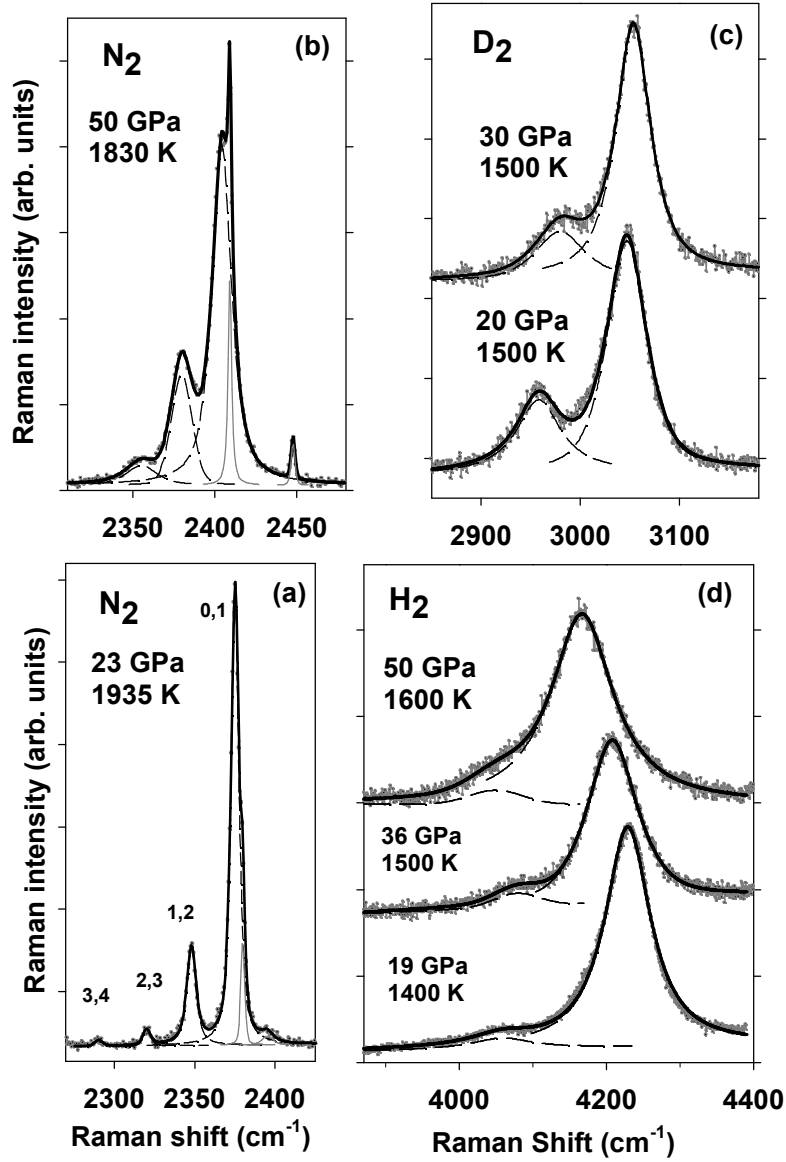 (b)
N2
50 GPa
1830 K
Raman intensity (arb. units)
2350 2400 2450
(c)
D2
30 GPa
1500 K
20 GPa
1500 K
2900 3000 3100
(a)
N2
0,1
23 GPa
1935 K
1,2
2,3
3,4
Raman intensity (arb. units)
2300 2350 2400
Raman shift (cm-1)
(d)
H2
50 GPa
1600 K
36 GPa
1500 K
19 GPa
1400 K
4000 4200 4400
Raman Shift (cm-1)